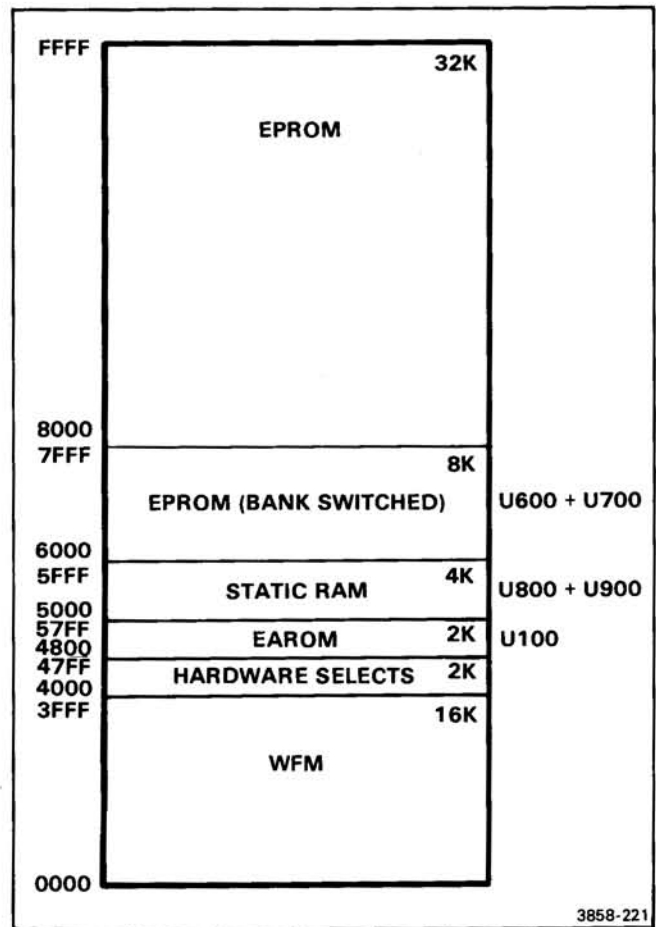 FFFF
32K
EPROM
8000
7FFF
8K
EPROM (BANK SWITCHED) U600 + U700
6000
5FFF
4K
STATIC RAM U800 + U900
5000
57FF
EAROM 2K U100
4800
47FF
HARDWARE SELECTS 2K
4000
3FFF
16K
WFM
0000
3858-221